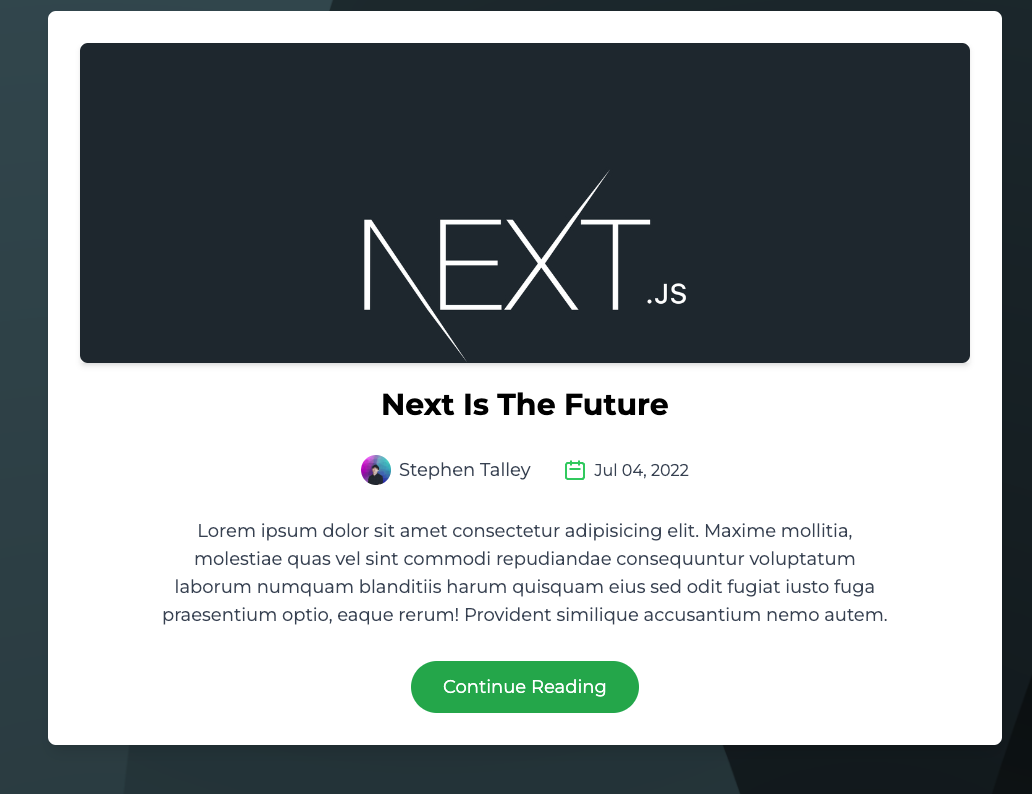 NEXT.JS
Next Is The Future
Stephen Talley Jul 04, 2022
Lorem ipsum dolor sit amet consectetur adipisicing elit. Maxime mollitia,
molestiae quas vel sint commodi repudiandae consequuntur voluptatum
laborum numquam blanditiis harum quisquam eius sed odit fugiat iusto fuga
praesentium optio, eaque rerum! Provident similique accusantium nemo autem.
Continue Reading